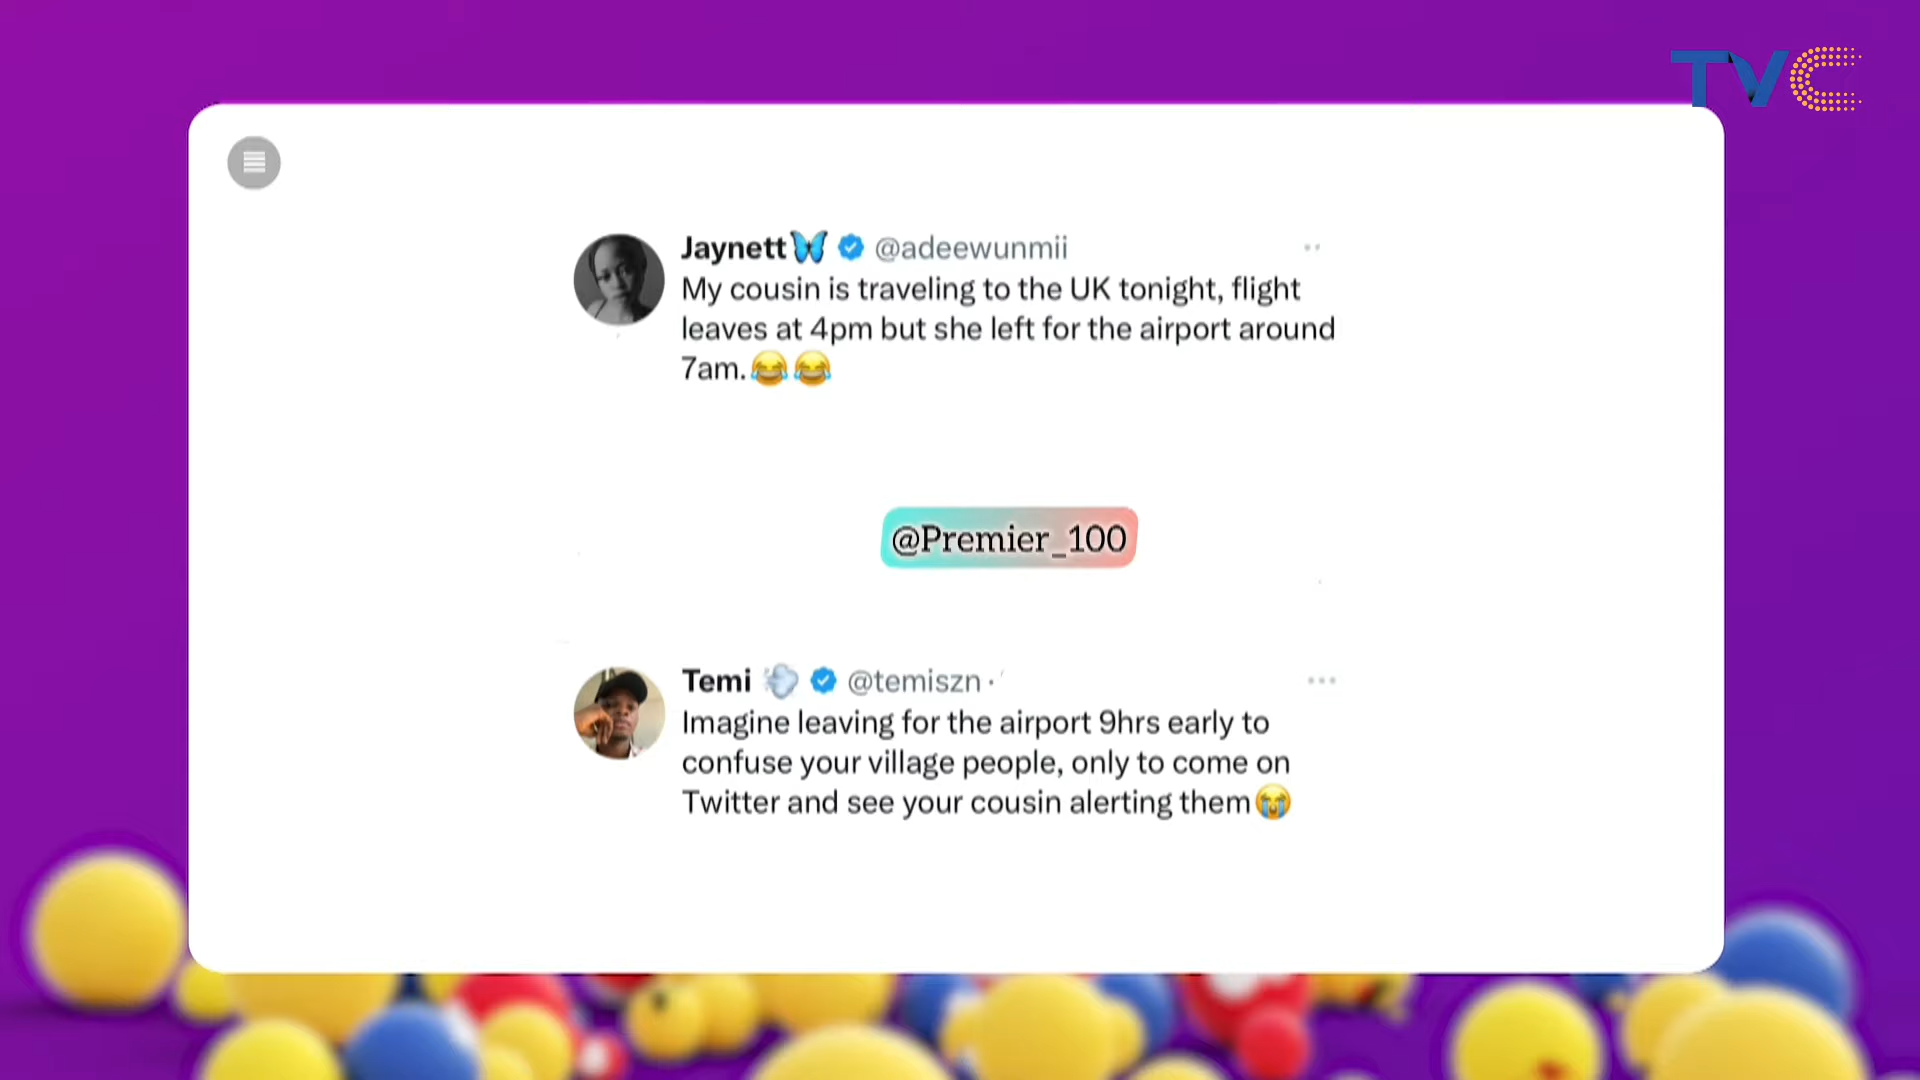 TVC
Jaynett🦋 @adeewunmii
My cousin is traveling to the UK tonight, flight
leaves at 4pm but she left for the airport around
7am.😂😂
@Premier_100
Temi 💨 @temiszn ·
Imagine leaving for the airport 9hrs early to
confuse your village people, only to come on
Twitter and see your cousin alerting them😭